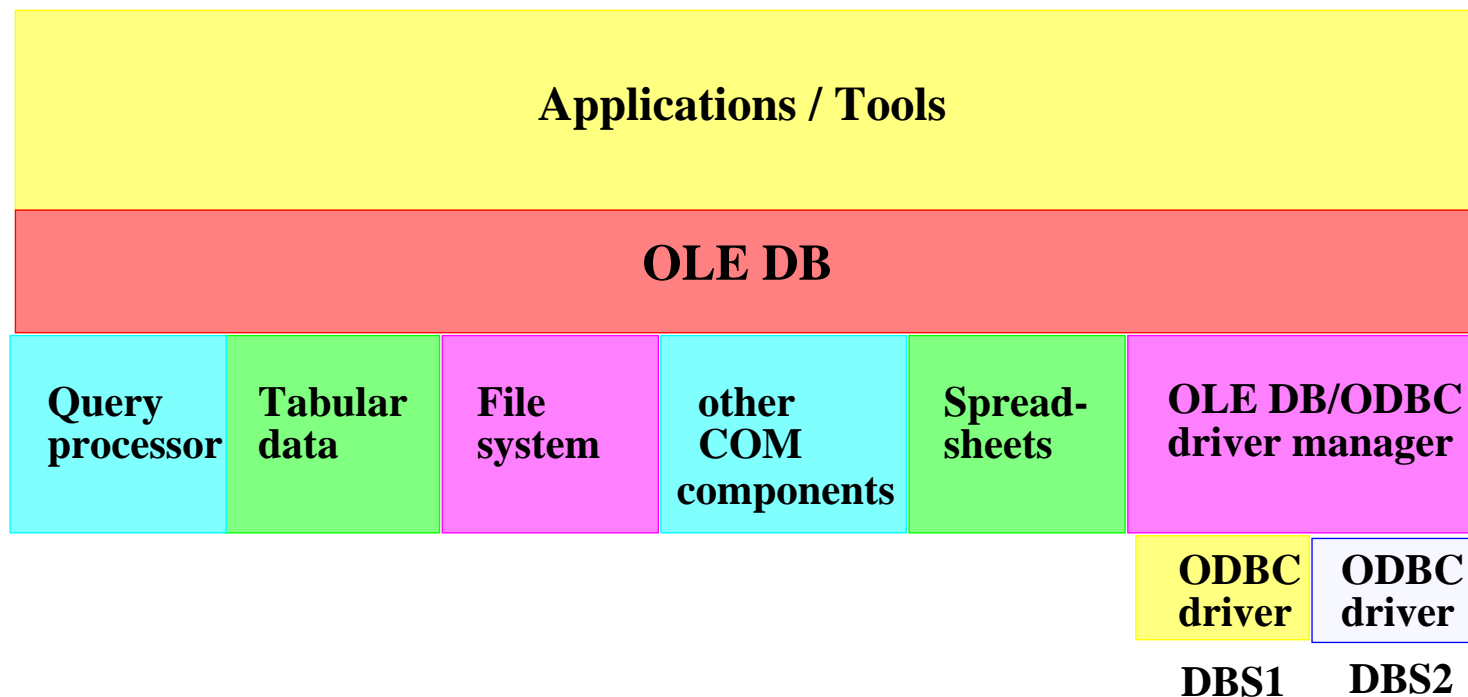 Applications / Tools
OLE DB
Query
processor
Tabular
data
File
system
other
COM
components
Spread-
sheets
OLE DB/ODBC
driver manager
ODBC
driver
ODBC
driver
DBS1
DBS2